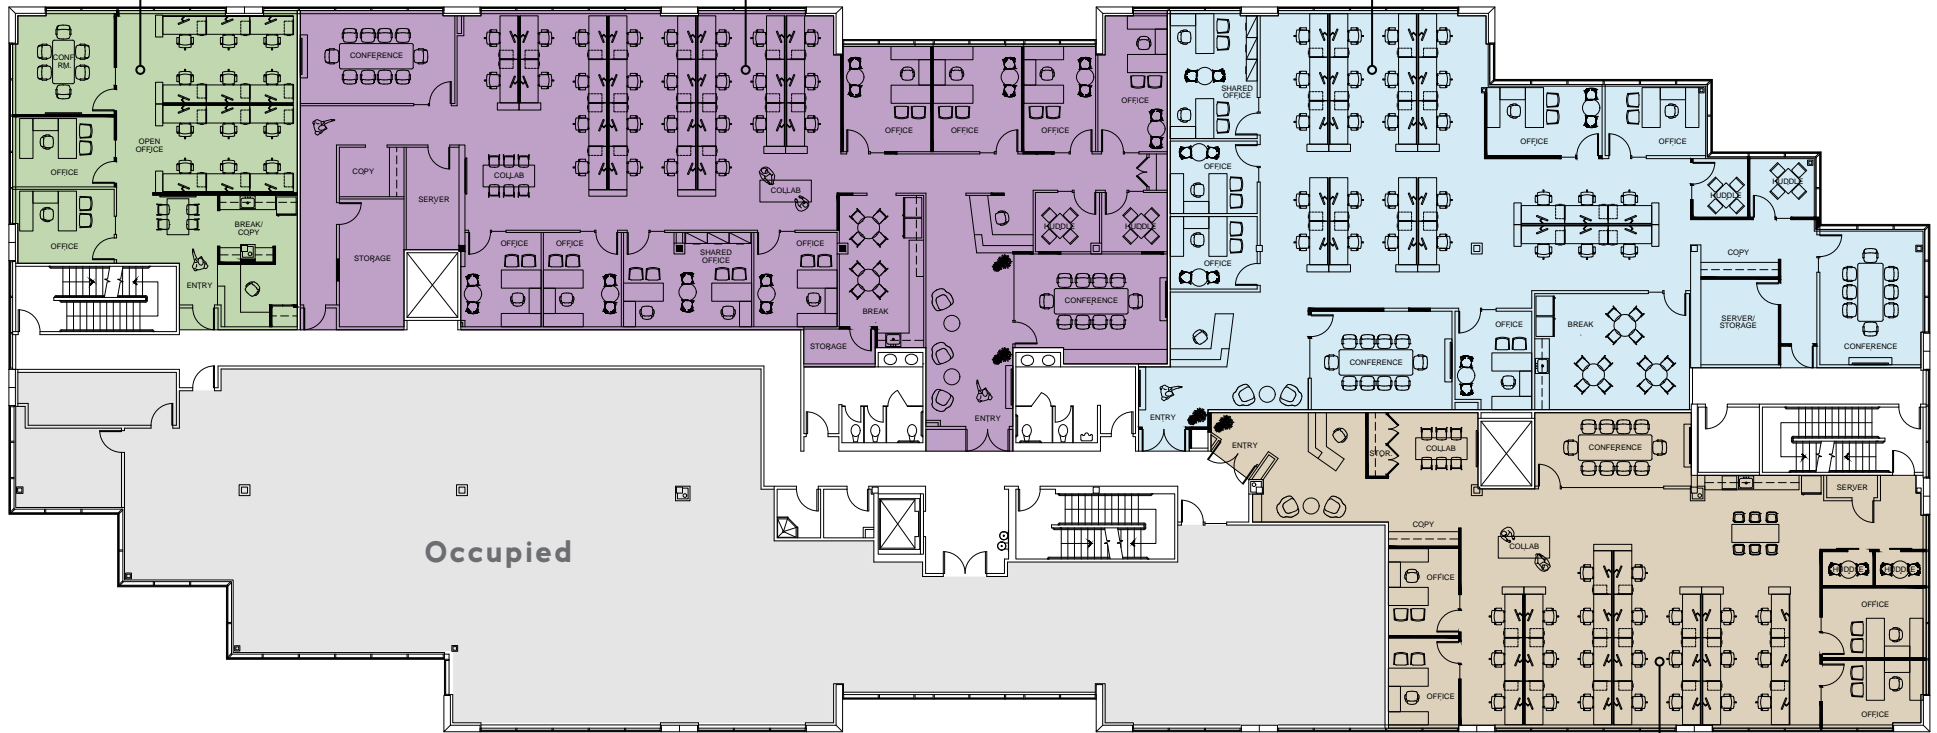 CONF.
RM.
OPEN
OFFICE
OFFICE
OFFICE
BREAK/
COPY
ENTRY
CONFERENCE
COPY
SERVER
STORAGE
COLLAB
COLLAB
OFFICE
OFFICE
SHARED
OFFICE
OFFICE
OFFICE
OFFICE
OFFICE
OFFICE
HUDDLE
HUDDLE
BREAK
STORAGE
CONFERENCE
ENTRY
SHARED
OFFICE
OFFICE
OFFICE
OFFICE
OFFICE
HUDDLE
HUDDLE
COPY
SERVER/
STORAGE
CONFERENCE
BREAK
OFFICE
CONFERENCE
ENTRY
ENTRY
STOR.
COLLAB
CONFERENCE
SERVER
COPY
COLLAB
HUDDLE
HUDDLE
OFFICE
OFFICE
OFFICE
OFFICE
Occupied